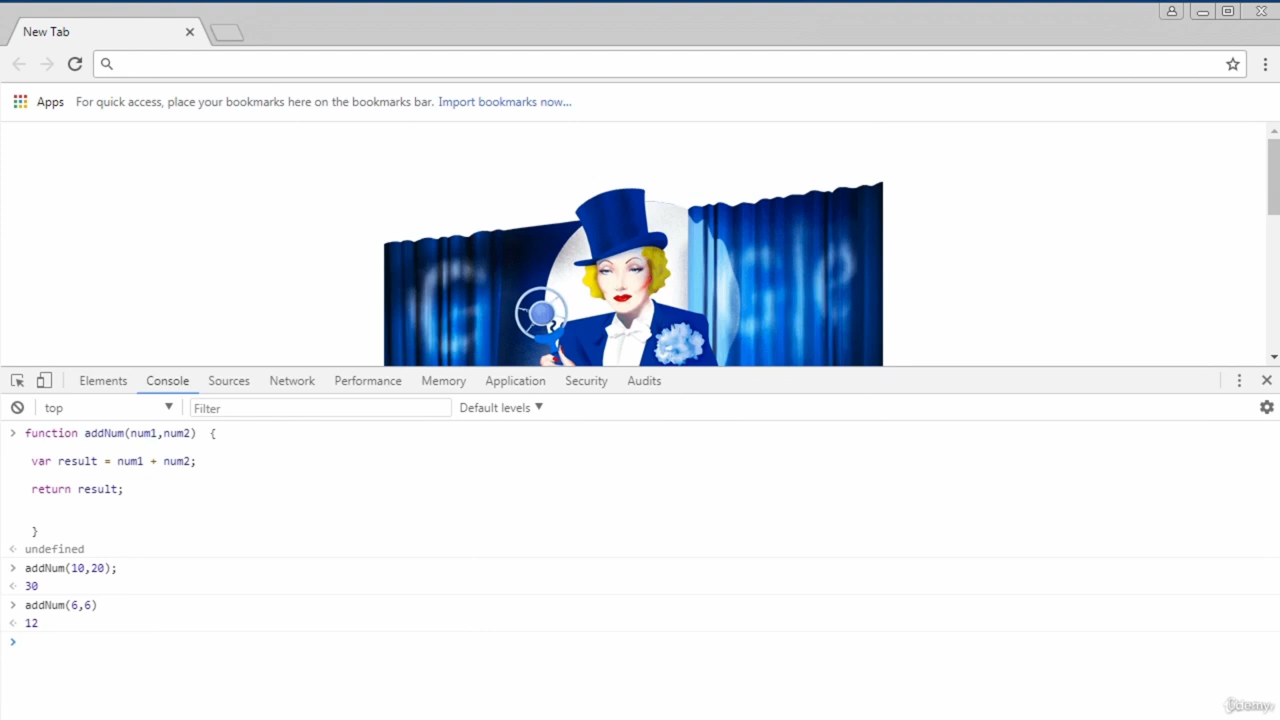 New Tab
Apps For quick access, place your bookmarks here on the bookmarks bar. Import bookmarks now...
Elements Console Sources Network Performance Memory Application Security Audits
top Filter Default levels
function addNum(num1,num2) {
var result = num1 + num2;
return result;
}
undefined
addNum(10,20);
30
addNum(6,6)
12
Udemy